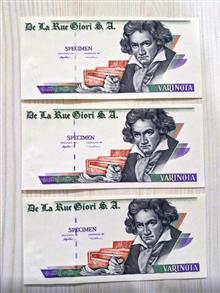 De La Rue Giori S. A.
SPECIMEN
VARINOTA
De La Rue Giori S. A.
SPECIMEN
VARINOTA
De La Rue Giori S. A.
SPECIMEN
VARINOTA